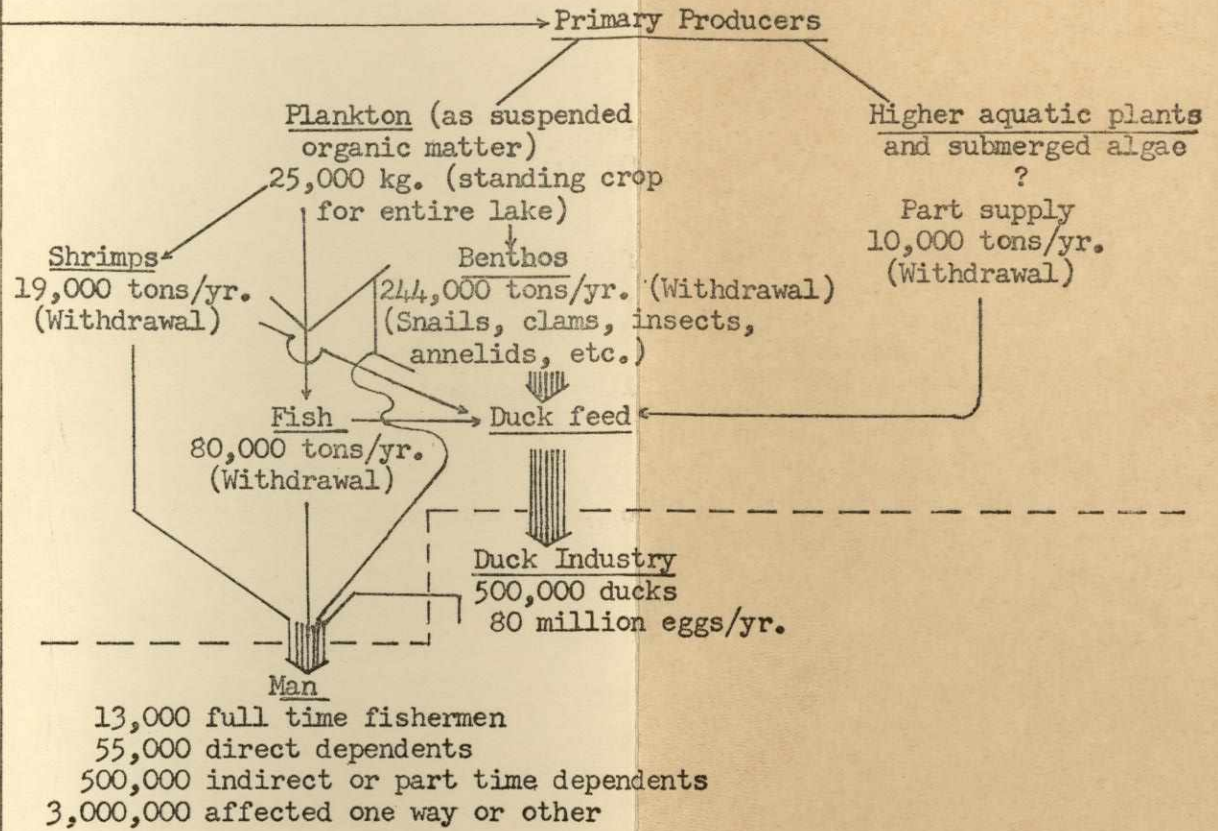 Primary Producers
Plankton (as suspended
organic matter)
25,000 kg. (standing crop
for entire lake)
Higher aquatic plants
and submerged algae
?
Part supply
10,000 tons/yr.
(Withdrawal)
Shrimps
19,000 tons/yr.
(Withdrawal)
Benthos
244,000 tons/yr. (Withdrawal)
(Snails, clams, insects,
annelids, etc.)
Fish
80,000 tons/yr.
(Withdrawal)
Duck feed
Duck Industry
500,000 ducks
80 million eggs/yr.
Man
13,000 full time fishermen
55,000 direct dependents
500,000 indirect or part time dependents
3,000,000 affected one way or other